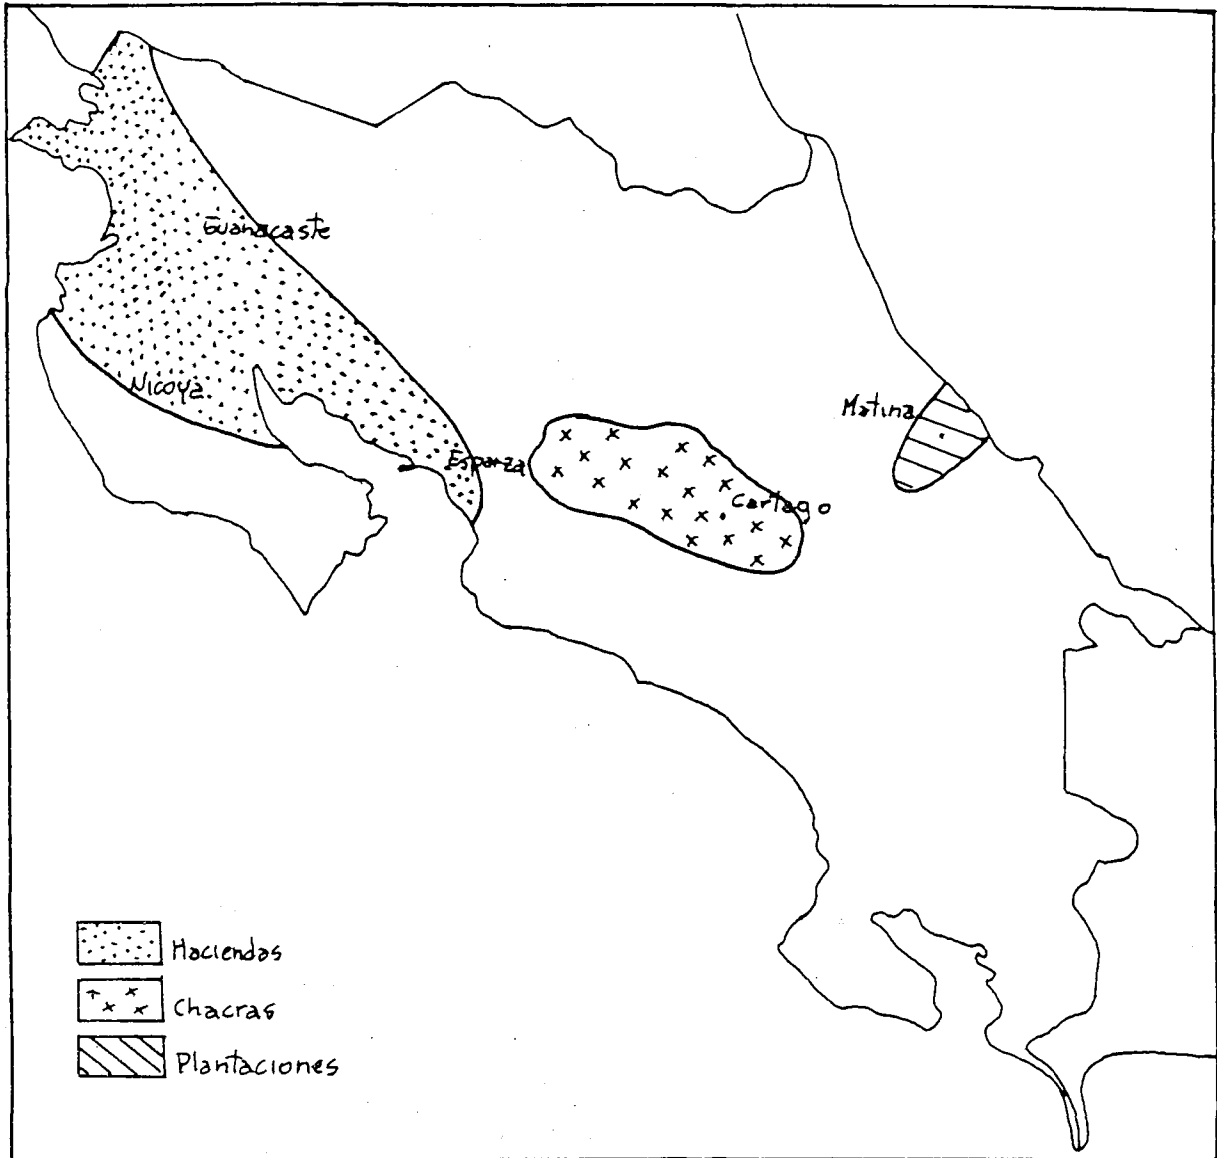 Guanacaste
Nicoya
Esparza
Matina
Cartago
Haciendas
Chacras
Plantaciones